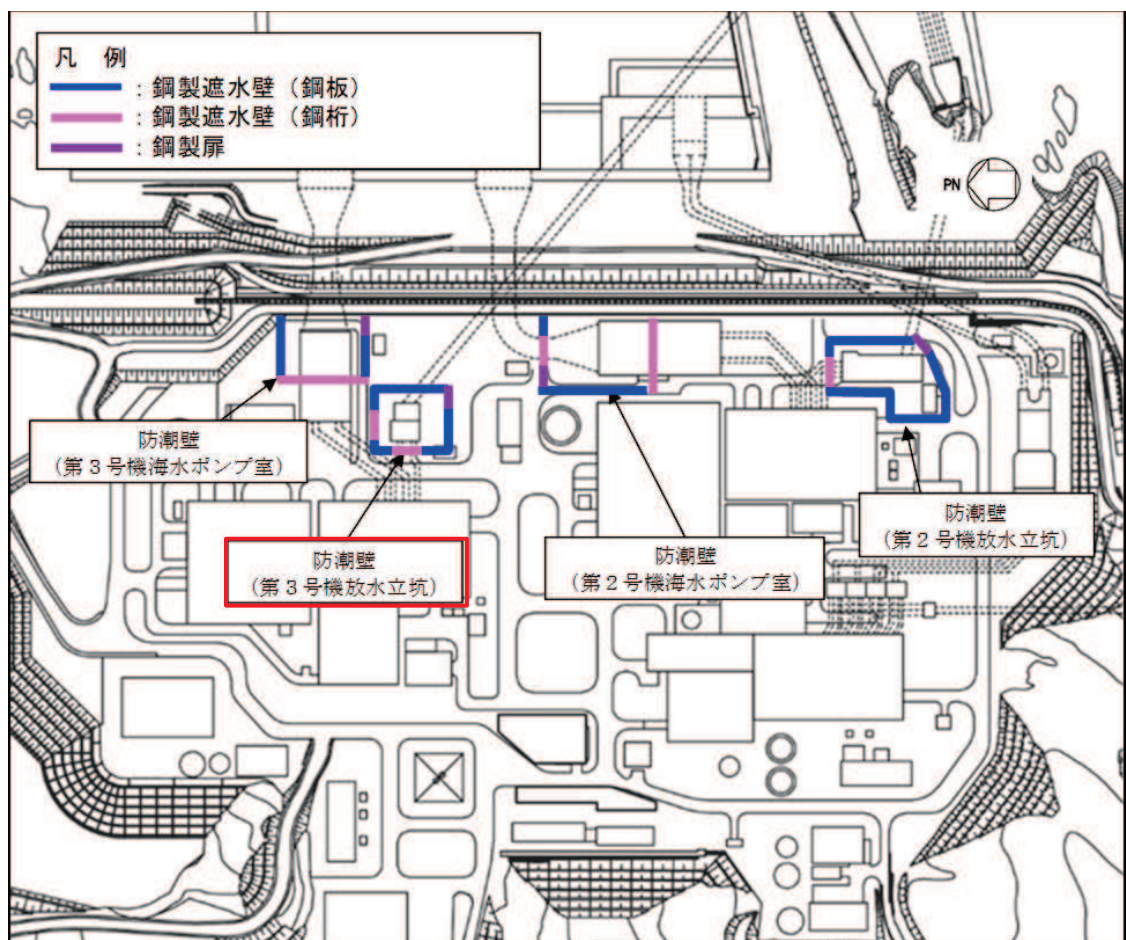 凡 例
: 鋼製遮水壁 (鋼板)
: 鋼製遮水壁 (鋼桁)
: 鋼製扉
PN
防潮壁
(第3号機海水ポンプ室)
防潮壁
(第3号機放水立坑)
防潮壁
(第2号機海水ポンプ室)
防潮壁
(第2号機放水立坑)